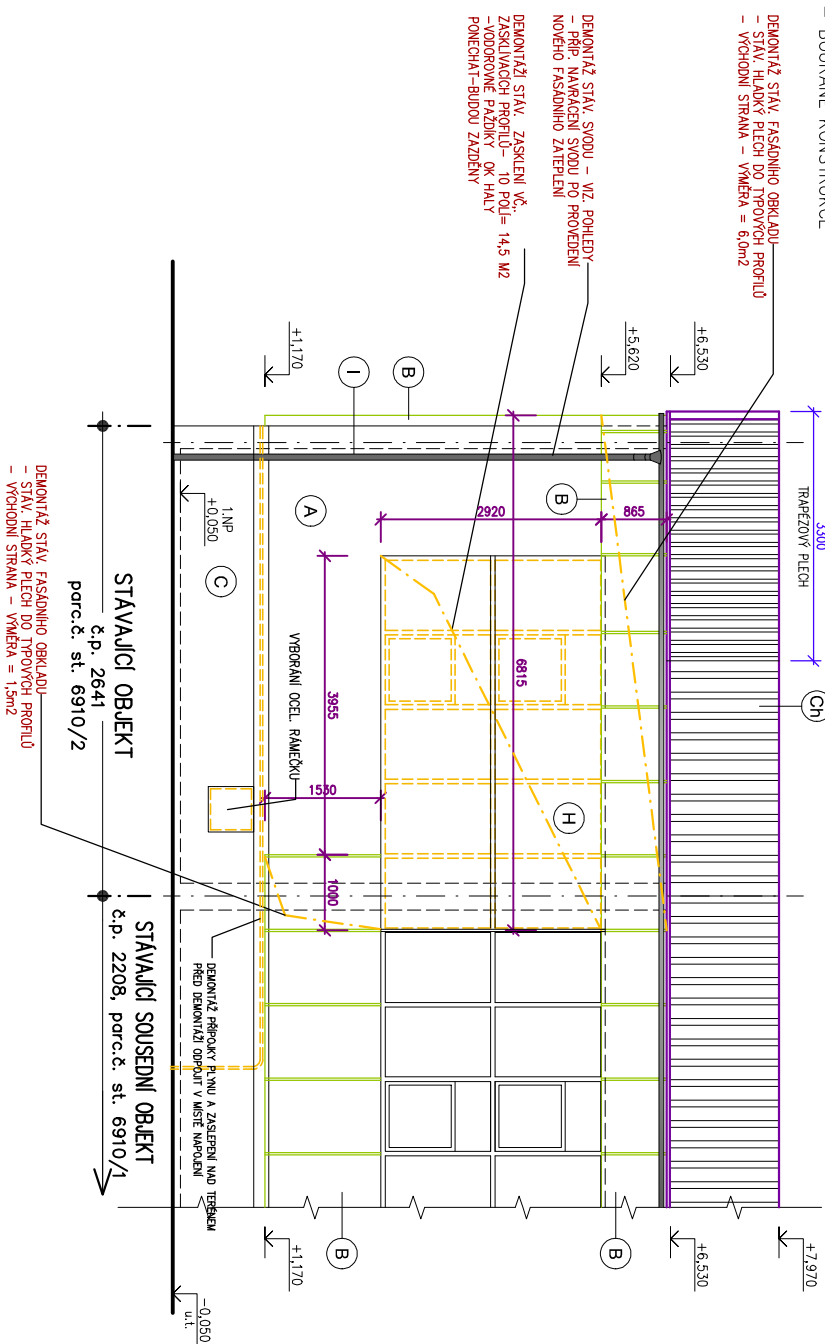 – BOURANÉ KONSTRUKCE
DEMONTÁŽ STÁV. FASÁDNÍHO OBKLADU
– STÁV. HLADKÝ PLECH DO TYPOVÝCH PROFILŮ
– VÝCHODNÍ STRANA – VÝMĚRA = 6,0m2
DEMONTÁŽ STÁV. SVODU – VIZ. POHLEDY
– PŘÍP. NAVRÁCENÍ SVODU PO PROVEDENÍ
NOVÉHO FASÁDNÍHO ZATEPLENÍ
DEMONTÁŽÍ STÁV. ZASKLENÍ VČ.
ZASKLÍVACÍCH PROFILŮ– 10 POLÍ= 14,5 M2
–VODOROVNÉ PAŽDÍKY OK HALY
PONECHAT–BUDOU ZAZDĚNY
3300
TRAPÉZOVÝ PLECH
Ch)
+7,970
+6,530
+6,530
+5,620
+1,170
+1,170
–0,050
u.t.
1.NP
+0,050
B
B
B
B
I
A
C
H
865
2920
6815
3955
1000
1530
VYBORÁNÍ OCEL. RÁMEČKU
STÁVAJÍCÍ OBJEKT
č.p. 2641
parc.č. st. 6910/2
STÁVAJÍCÍ SOUSEDNÍ OBJEKT
č.p. 2208, parc.č. st. 6910/1
DEMONTÁŽ PŘÍPOJKY PLYNU A ZASLEPENÍ NAD TERÉNEM
PŘED DEMONTÁŽÍ ODPOJIT V MÍSTĚ NAPOJENÍ
DEMONTÁŽ STÁV. FASÁDNÍHO OBKLADU
– STÁV. HLADKÝ PLECH DO TYPOVÝCH PROFILŮ
– VÝCHODNÍ STRANA – VÝMĚRA = 1,5m2